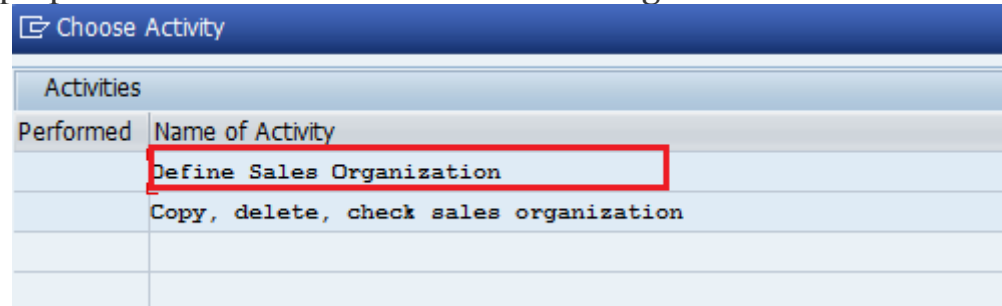 Choose Activity
Activities
Performed Name of Activity
Define Sales Organization
Copy, delete, check sales organization